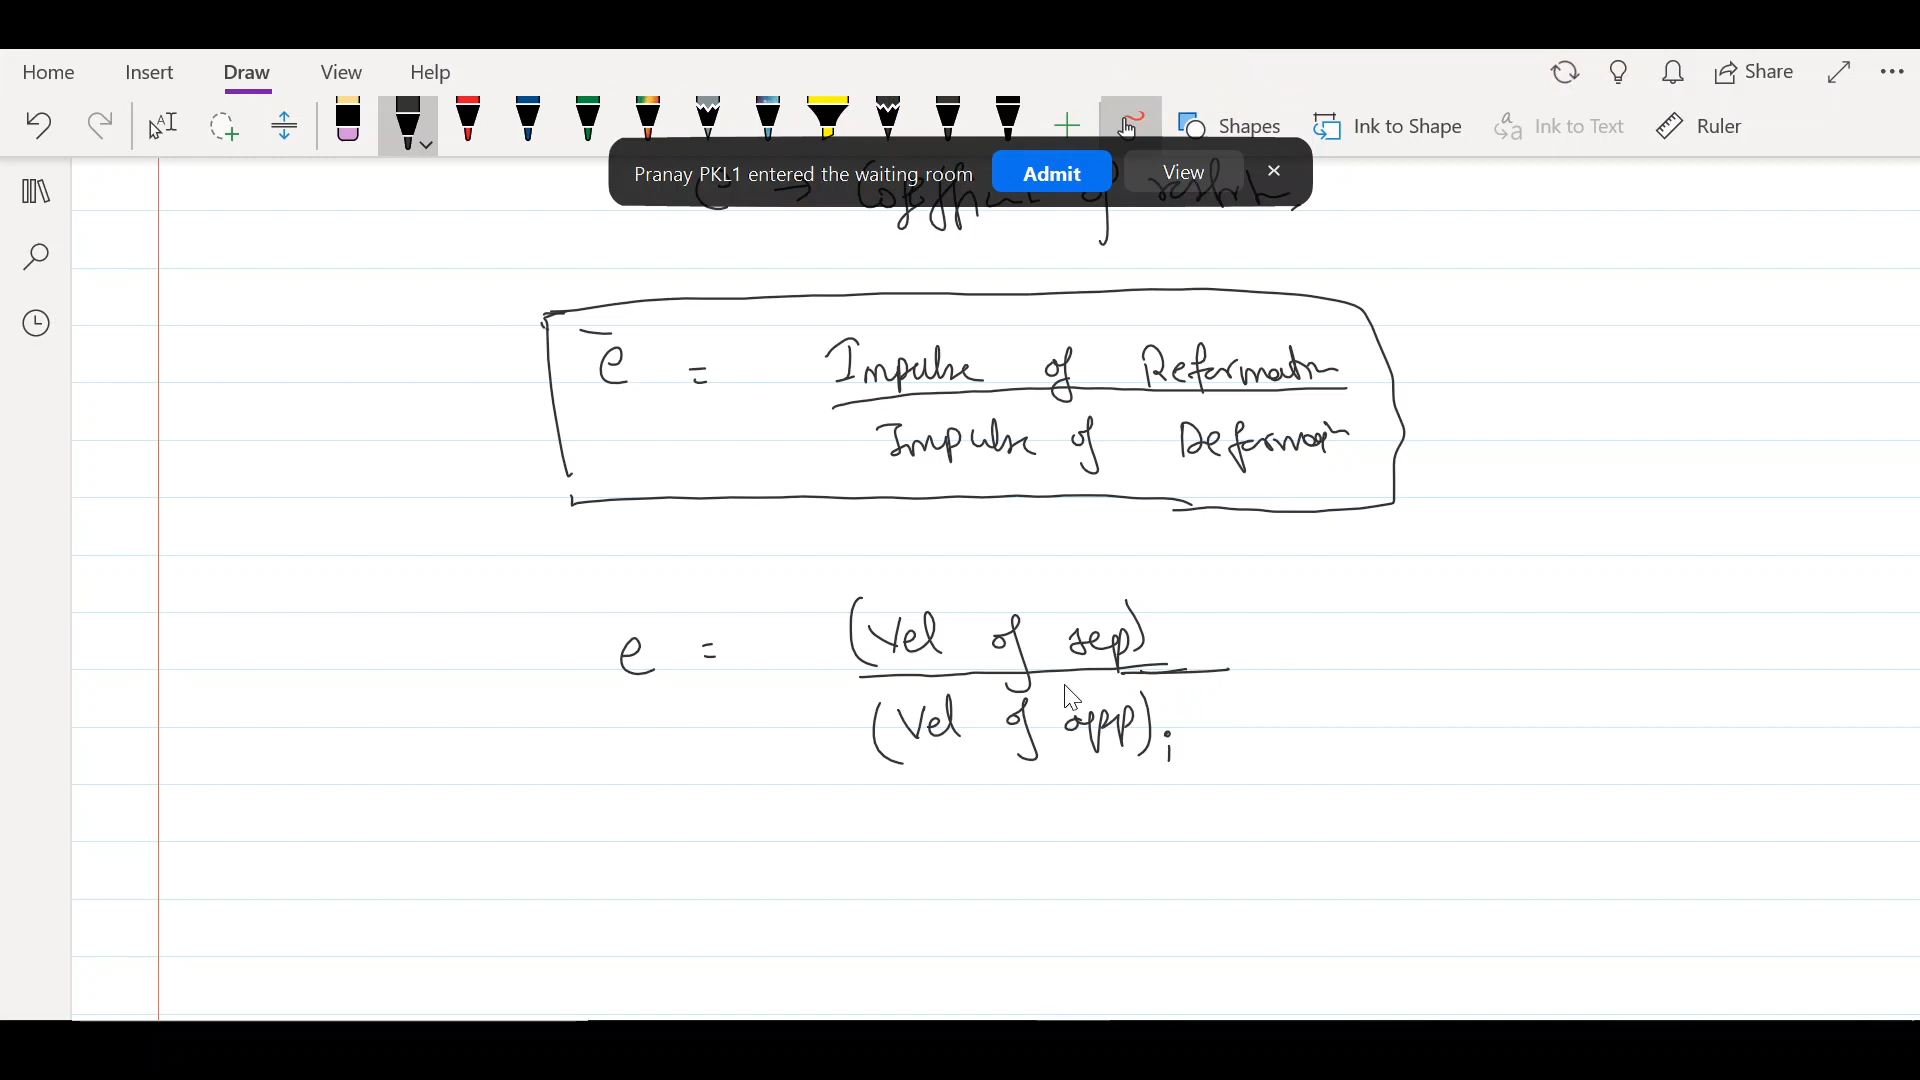 Home Insert Draw View Help Share
Shapes Ink to Shape Ink to Text Ruler
Pranay PKL1 entered the waiting room Admit View
e → of
e = Impulse of Reformatn
Impulse of Deformatn
e = (Vel of sep)
(Vel of app)i